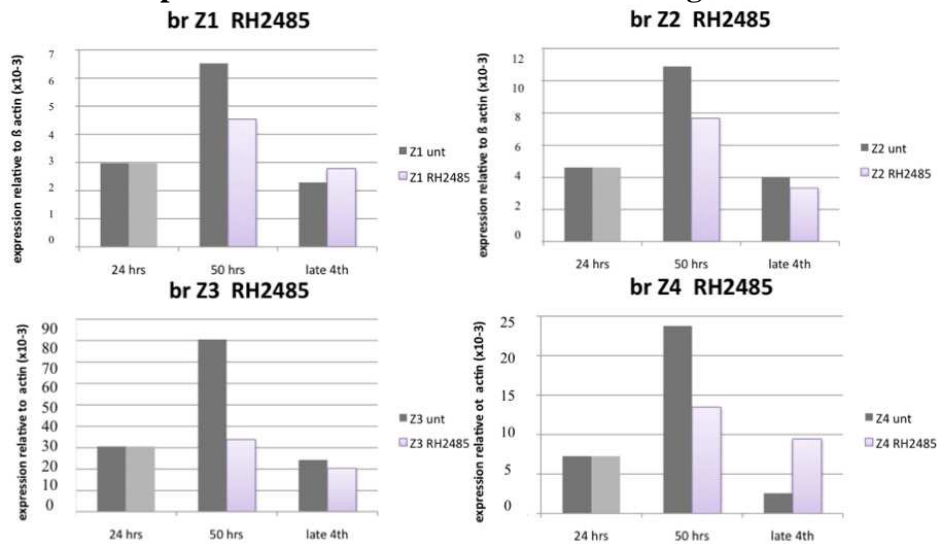 br Z1 RH2485
expression relative to ß actin (x10-3)
7
6
5
4
3
2
1
0
24 hrs 50 hrs late 4th
Z1 unt
Z1 RH2485
br Z2 RH2485
expression relative to ß actin (x10-3)
12
10
8
6
4
2
0
24 hrs 50 hrs late 4th
Z2 unt
Z2 RH2485
br Z3 RH2485
expression relative to actin (x10-3)
90
80
70
60
50
40
30
20
10
0
24 hrs 50 hrs late 4th
Z3 unt
Z3 RH2485
br Z4 RH2485
expression relative ot actin (x10-3)
25
20
15
10
5
0
24 hrs 50 hrs late 4th
Z4 unt
Z4 RH2485